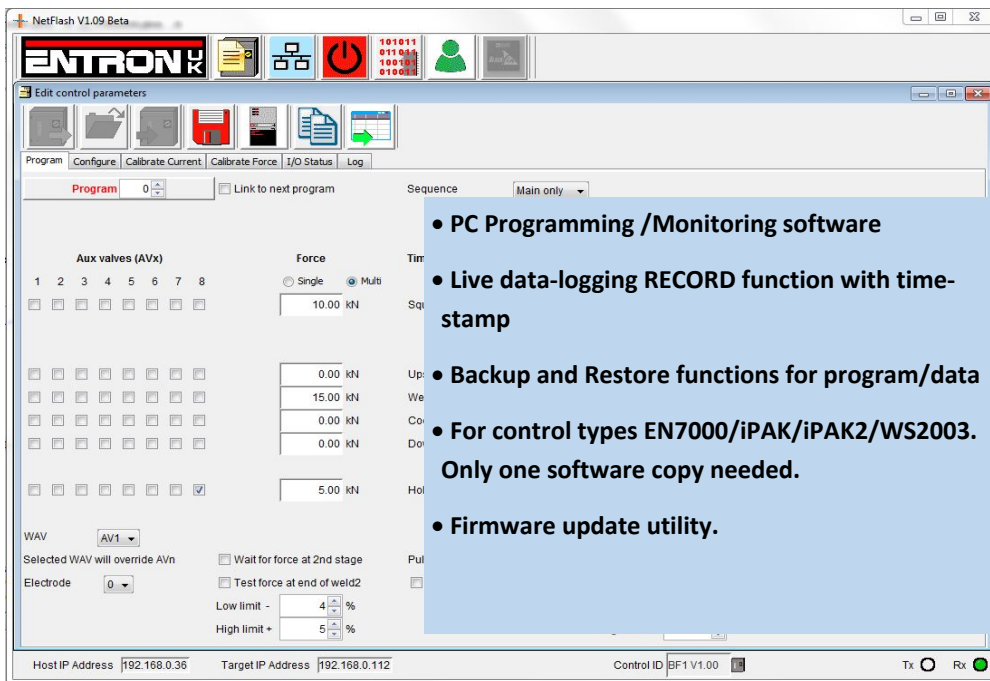 NetFlash V1.09 Beta
ENTRON UK
101011
011011
100101
010011
Edit control parameters
Program Configure Calibrate Current Calibrate Force I/O Status Log
Program 0 Link to next program Sequence Main only
Aux valves (AVx) Force
1 2 3 4 5 6 7 8 Single Multi
10.00 kN
0.00 kN
15.00 kN
0.00 kN
0.00 kN
5.00 kN
WAV AV1
Selected WAV will override AVn Wait for force at 2nd stage
Electrode 0 Test force at end of weld2
Low limit - 4 %
High limit + 5 %
• PC Programming /Monitoring software
• Live data-logging RECORD function with time-
stamp
• Backup and Restore functions for program/data
• For control types EN7000/iPAK/iPAK2/WS2003.
Only one software copy needed.
• Firmware update utility.
Host IP Address 192.168.0.36 Target IP Address 192.168.0.112 Control ID BF1 V1.00 Tx Rx